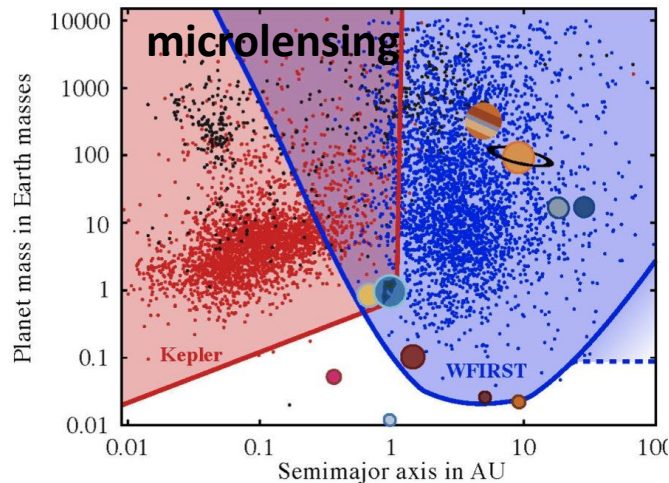 microlensing
Planet mass in Earth masses
1000
100
10
1
0.1
0.01
Kepler
WFIRST
0.01
0.1
1
10
100
Semimajor axis in AU